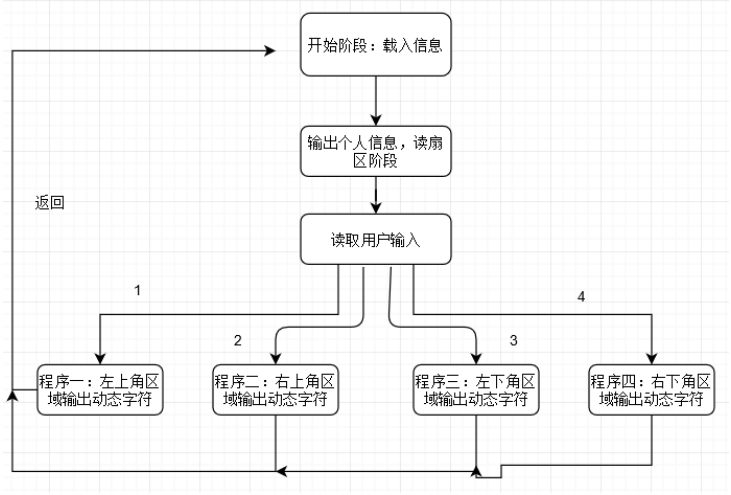 开始阶段：载入信息
输出个人信息，读扇
区阶段
返回
读取用户输入
1
4
2
3
程序一：左上角区
域输出动态字符
程序二：右上角区
域输出动态字符
程序三：左下角区
域输出动态字符
程序四：右下角区
域输出动态字符